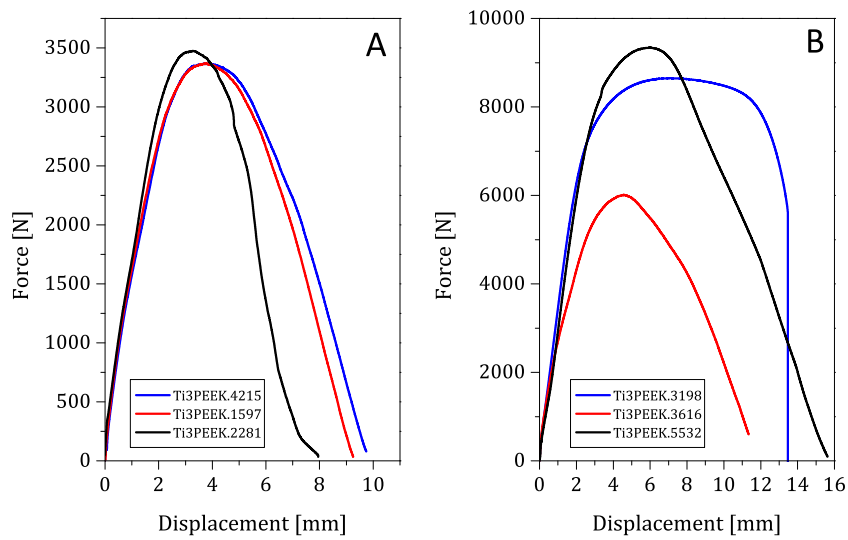 A
Force [N]
3500
3000
2500
2000
1500
1000
500
0
0 2 4 6 8 10
Displacement [mm]
Ti3PEEK.4215
Ti3PEEK.1597
Ti3PEEK.2281
B
Force [N]
10000
8000
6000
4000
2000
0
0 2 4 6 8 10 12 14 16
Displacement [mm]
Ti3PEEK.3198
Ti3PEEK.3616
Ti3PEEK.5532